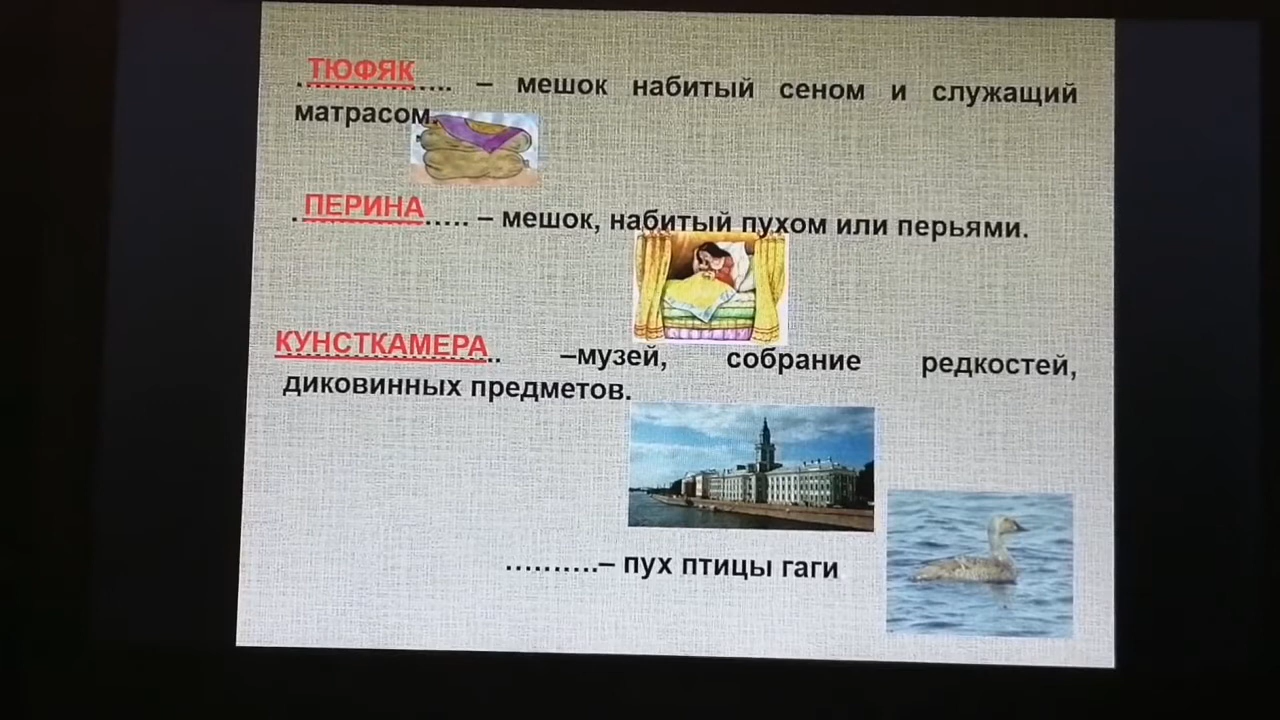 .ТЮФЯК….. – мешок набитый сеном и служащий
матрасом.
.ПЕРИНА….. – мешок, набитый пухом или перьями.
КУНСТКАМЕРА.. –музей, собрание редкостей,
диковинных предметов.
……….– пух птицы гаги